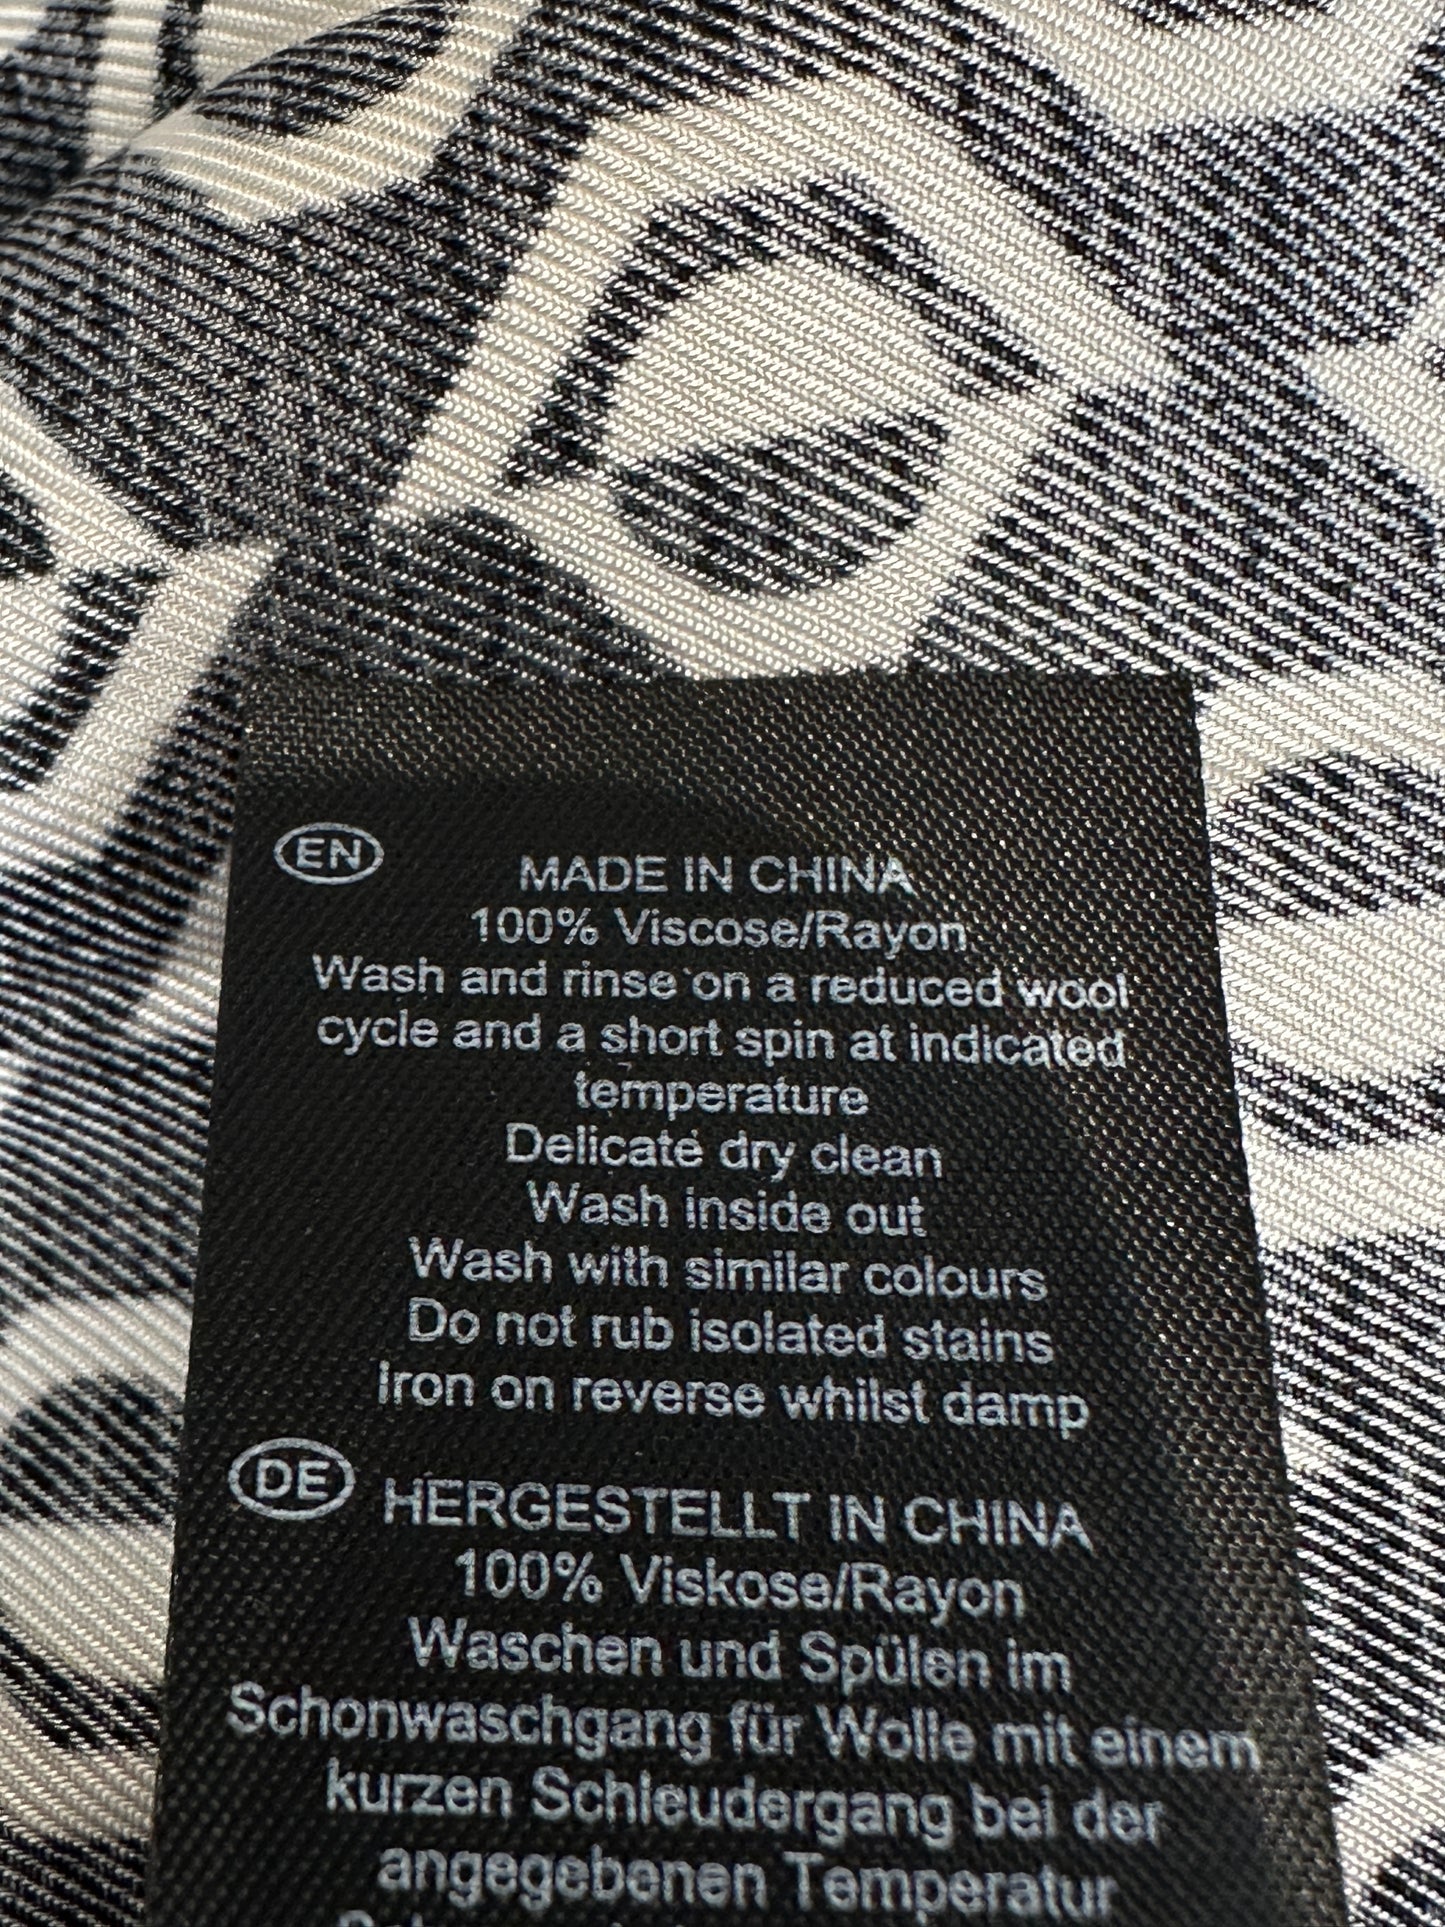 EN
MADE IN CHINA
100% Viscose/Rayon
Wash and rinse on a reduced wool
cycle and a short spin at indicated
temperature
Delicate dry clean
Wash inside out
Wash with similar colours
Do not rub isolated stains
Iron on reverse whilst damp
DE
HERGESTELLT IN CHINA
100% Viskose/Rayon
Waschen und Spülen im
Schonwaschgang für Wolle mit einem
kurzen Schleudergang bei der
angegebenen Temperatur